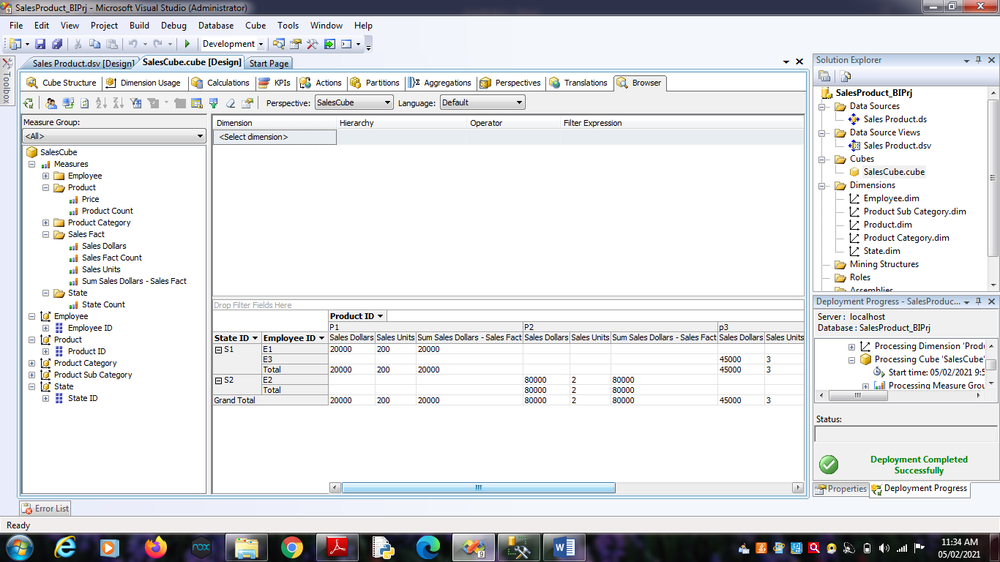 SalesProduct_BIPrj - Microsoft Visual Studio (Administrator)
File Edit View Project Build Debug Database Cube Tools Window Help
Development
Toolbox
Sales Product.dsv [Design] SalesCube.cube [Design] Start Page
Cube Structure Dimension Usage Calculations KPIs Actions Partitions Aggregations Perspectives Translations Browser
Perspective: SalesCube Language: Default
Measure Group:
<All>
SalesCube
Measures
Employee
Product
Price
Product Count
Product Category
Sales Fact
Sales Dollars
Sales Fact Count
Sales Units
Sum Sales Dollars - Sales Fact
State
State Count
Employee
Employee ID
Product
Product ID
Product Category
Product Sub Category
State
State ID
Dimension Hierarchy Operator Filter Expression
<Select dimension>
Drop Filter Fields Here
Product ID
P1 P2 p3
State ID Employee ID Sales Dollars Sales Units Sum Sales Dollars - Sales Fact Sales Dollars Sales Units Sum Sales Dollars - Sales Fact Sales Dollars Sales Units
S1 E1 20000 200 20000
E3 45000 3
Total 20000 200 20000 45000 3
S2 E2 80000 2 80000
Total 80000 2 80000
Grand Total 20000 200 20000 80000 2 80000 45000 3
Solution Explorer
SalesProduct_BIPrj
Data Sources
Sales Product.ds
Data Source Views
Sales Product.dsv
Cubes
SalesCube.cube
Dimensions
Employee.dim
Product Sub Category.dim
Product.dim
Product Category.dim
State.dim
Mining Structures
Roles
Assemblies
Deployment Progress - SalesProduc...
Server : localhost
Database : SalesProduct_BIPrj
Processing Dimension 'Produ
Processing Cube 'SalesCube'
Start time: 05/02/2021 9:5
Processing Measure Grou
Status:
Deployment Completed
Successfully
Properties Deployment Progress
Error List
Ready
nox
9
W
11:34 AM
05/02/2021